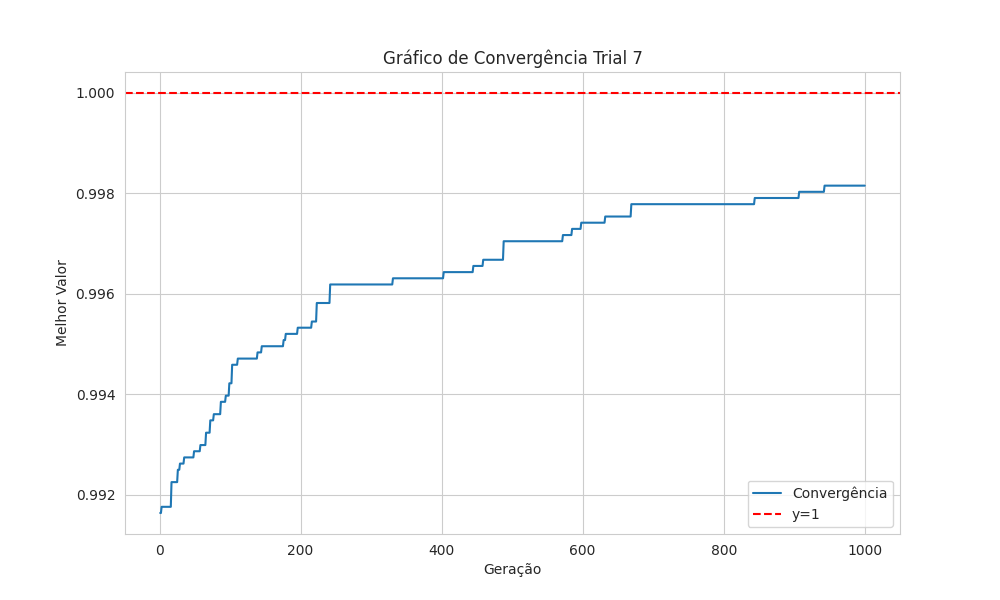 Gráfico de Convergência Trial 7
Melhor Valor
1.000
0.998
0.996
0.994
0.992
0 200 400 600 800 1000
Geração
Convergência
y=1